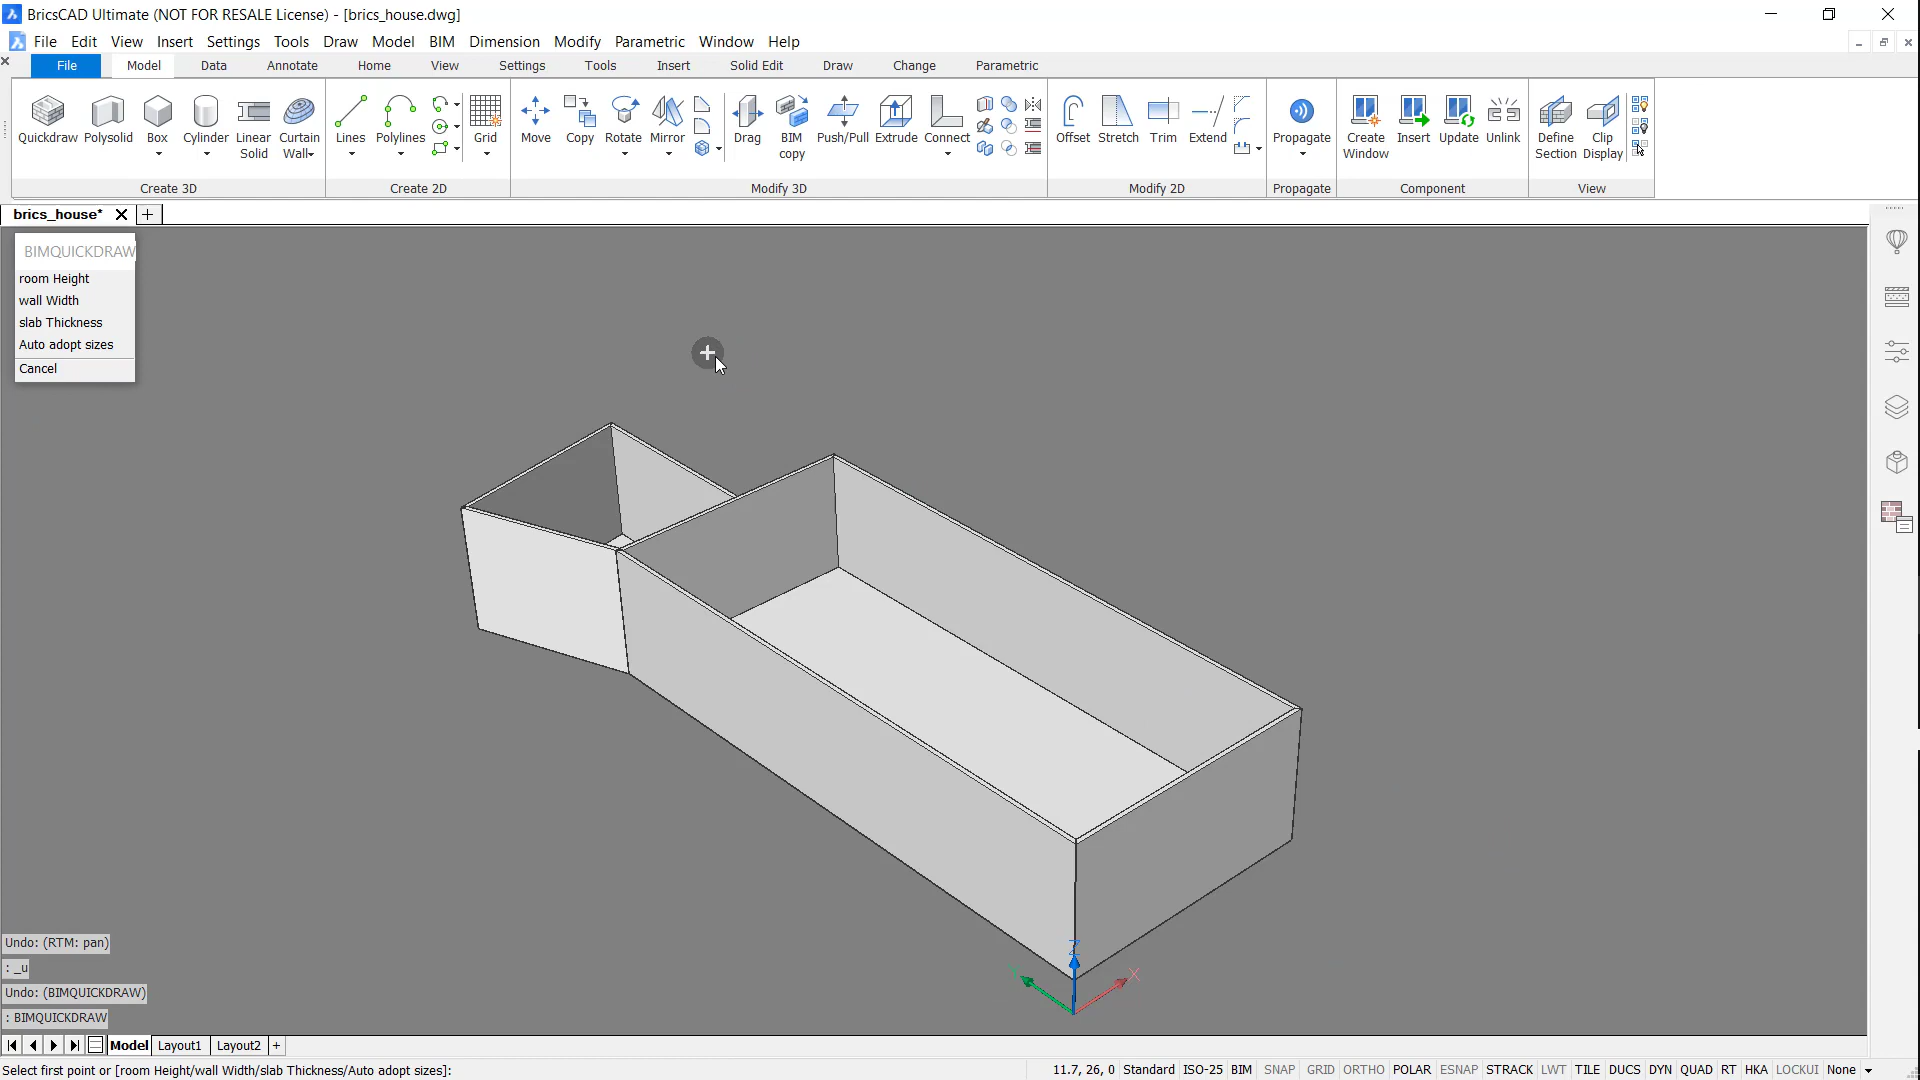 BricsCAD Ultimate (NOT FOR RESALE License) - [brics_house.dwg]
File Edit View Insert Settings Tools Draw Model BIM Dimension Modify Parametric Window Help
File Model Data Annotate Home View Settings Tools Insert Solid Edit Draw Change Parametric
Quickdraw Polysolid Box Cylinder Linear Solid Curtain Wall Lines Polylines Grid Move Copy Rotate Mirror Drag BIM copy Push/Pull Extrude Connect Offset Stretch Trim Extend Propagate Create Window Insert Update Unlink Define Section Clip Display
Create 3D Create 2D Modify 3D Modify 2D Propagate Component View
brics_house*
BIMQUICKDRAW
room Height
wall Width
slab Thickness
Auto adopt sizes
Cancel
Z
Y X
Undo: (RTM: pan)
: _u
Undo: (BIMQUICKDRAW)
: BIMQUICKDRAW
Model Layout1 Layout2 +
Select first point or [room Height/wall Width/slab Thickness/Auto adopt sizes]: 11.7, 26, 0 Standard ISO-25 BIM SNAP GRID ORTHO POLAR ESNAP STRACK LWT TILE DUCS DYN QUAD RT HKA LOCKUI None